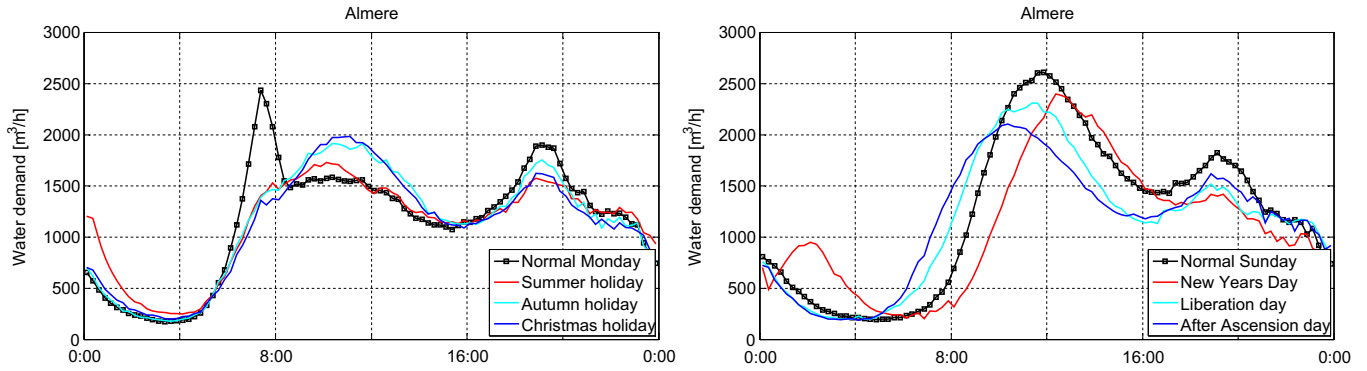 Almere
3000
2500
2000
1500
1000
500
0
0:00
8:00
16:00
0:00
Water demand [m³/h]
Normal Monday
Summer holiday
Autumn holiday
Christmas holiday
Almere
3000
2500
2000
1500
1000
500
0
0:00
8:00
16:00
0:00
Water demand [m³/h]
Normal Sunday
New Years Day
Liberation day
After Ascension day